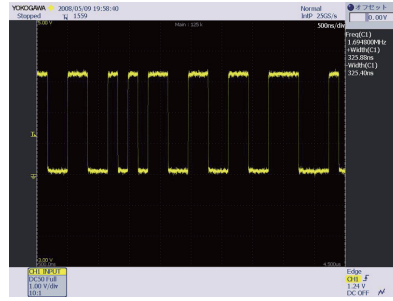 YOKOGAWA 2008/05/09 19:58:40
Stopped 1559
Normal
IntP 25GS/s
500ns/div
オフセット
0.00V
5.00 V
Main : 125 k
Freq(C1)
1.694800MHz
+Width(C1)
325.88ns
-Width(C1)
325.40ns
4.500us
CH1 INPUT
DC50 Full
1.00 V/div
10:1
Edge
CH1
1.24 V
DC OFF